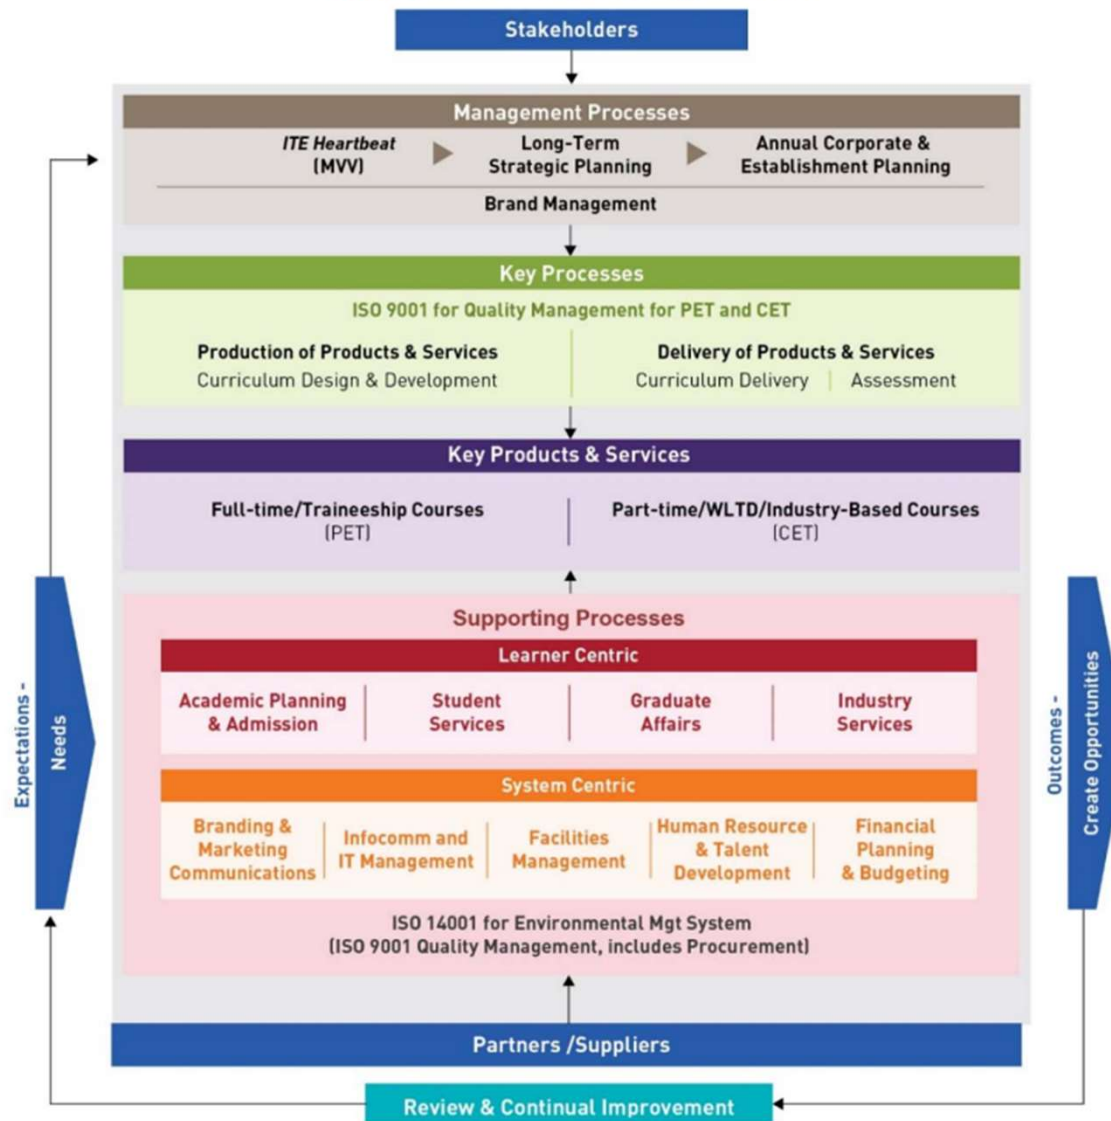 Stakeholders
Management Processes
ITE Heartbeat
(MVV)
Long-Term
Strategic Planning
Annual Corporate &
Establishment Planning
Brand Management
Key Processes
ISO 9001 for Quality Management for PET and CET
Production of Products & Services
Curriculum Design & Development
Delivery of Products & Services
Curriculum Delivery
Assessment
Key Products & Services
Full-time/Traineeship Courses
(PET)
Part-time/WLTD/Industry-Based Courses
(CET)
Supporting Processes
Learner Centric
Academic Planning
& Admission
Student
Services
Graduate
Affairs
Industry
Services
System Centric
Branding &
Marketing
Communications
Infocomm and
IT Management
Facilities
Management
Human Resource
& Talent
Development
Financial
Planning
& Budgeting
ISO 14001 for Environmental Mgt System
(ISO 9001 Quality Management, includes Procurement)
Partners /Suppliers
Review & Continual Improvement
Expectations -
Needs
Outcomes -
Create Opportunities